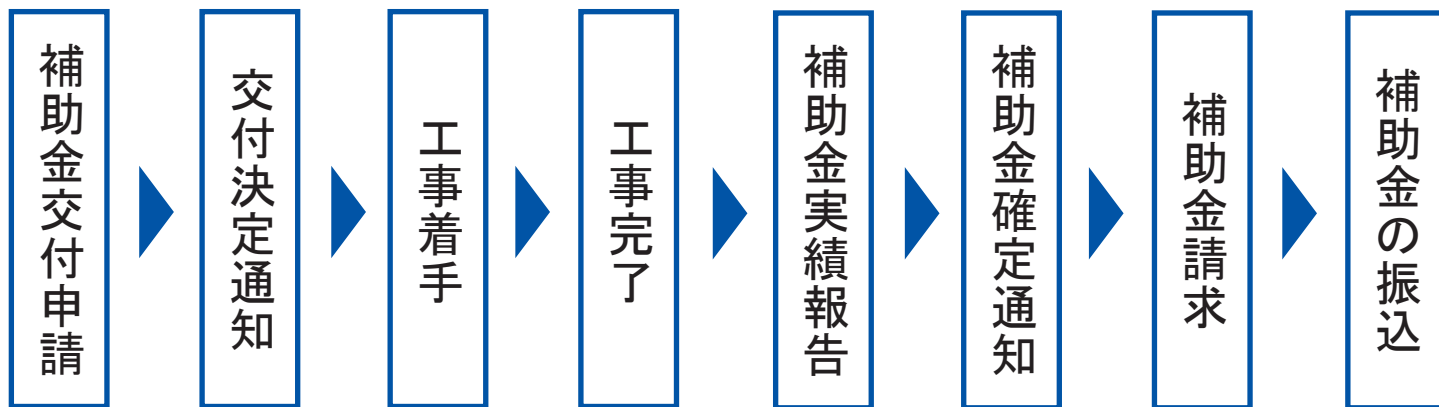 補助金交付申請
交付決定通知
工事着手
工事完了
補助金実績報告
補助金確定通知
補助金請求
補助金の振込